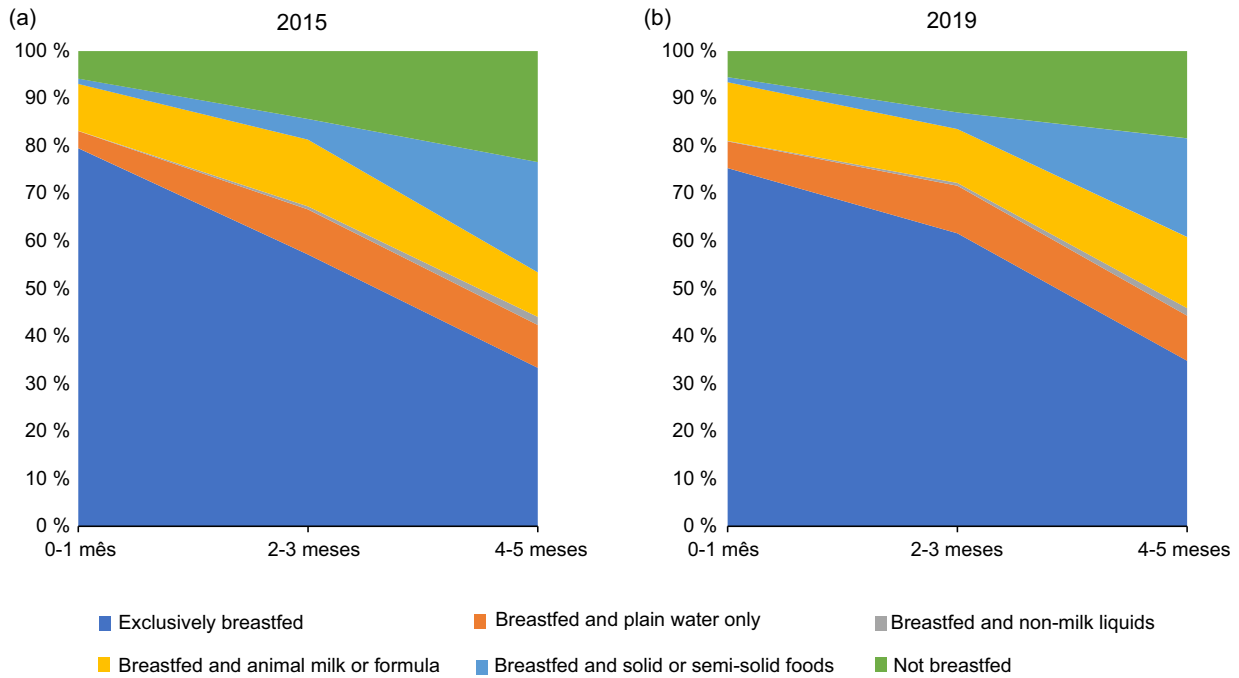 (a)
2015
100 %
90 %
80 %
70 %
60 %
50 %
40 %
30 %
20 %
10 %
0 %
0-1 mês
2-3 meses
4-5 meses
(b)
2019
100 %
90 %
80 %
70 %
60 %
50 %
40 %
30 %
20 %
10 %
0 %
0-1 mês
2-3 meses
4-5 meses
Exclusively breastfed
Breastfed and plain water only
Breastfed and non-milk liquids
Breastfed and animal milk or formula
Breastfed and solid or semi-solid foods
Not breastfed